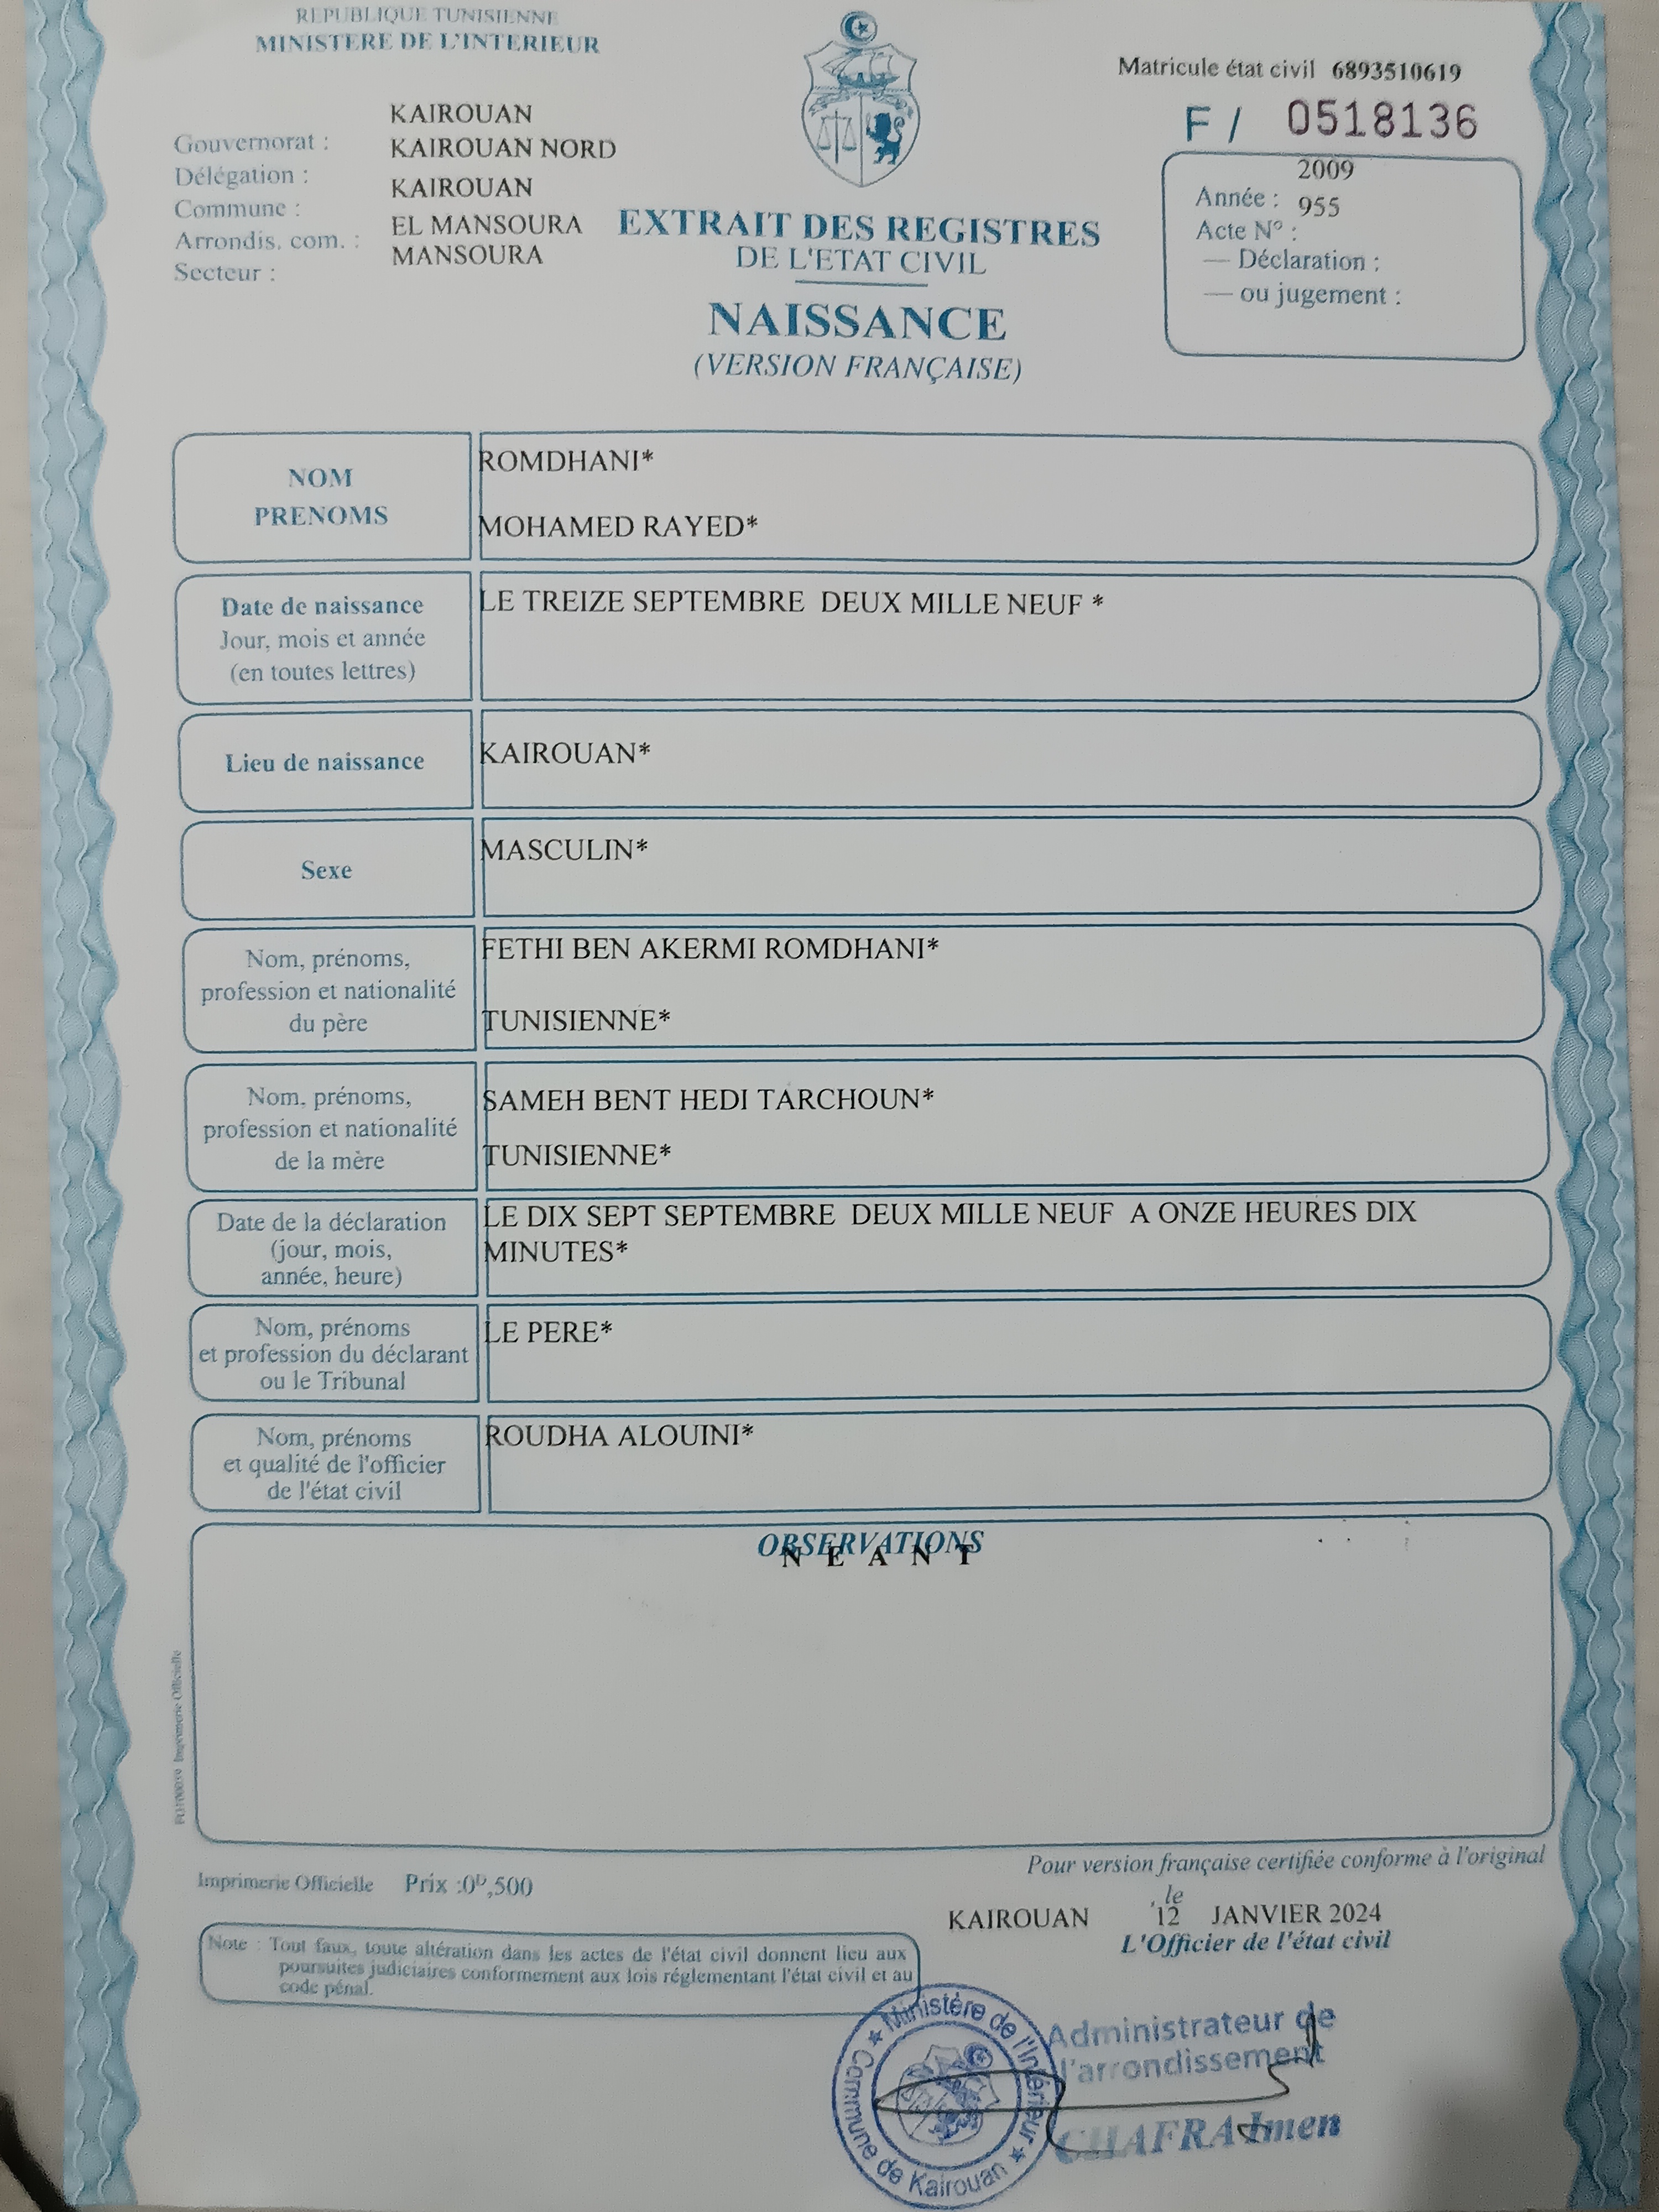 REPUBLIQUE TUNISIENNE
MINISTERE DE L'INTERIEUR
Matricule état civil 6893510619
F / 0518136
KAIROUAN
Gouvernorat :
KAIROUAN NORD
Délégation :
KAIROUAN
Commune :
EL MANSOURA
Arrondis. com. :
MANSOURA
Secteur :
2009
Année :
955
Acte N° :
— Déclaration :
— ou jugement :
EXTRAIT DES REGISTRES
DE L'ETAT CIVIL
NAISSANCE
(VERSION FRANÇAISE)
NOM
PRENOMS
ROMDHANI*
MOHAMED RAYED*
Date de naissance
Jour, mois et année
(en toutes lettres)
LE TREIZE SEPTEMBRE DEUX MILLE NEUF *
Lieu de naissance
KAIROUAN*
Sexe
MASCULIN*
Nom, prénoms,
profession et nationalité
du père
FETHI BEN AKERMI ROMDHANI*
TUNISIENNE*
Nom, prénoms,
profession et nationalité
de la mère
SAMEH BENT HEDI TARCHOUN*
TUNISIENNE*
Date de la déclaration
(jour, mois,
année, heure)
LE DIX SEPT SEPTEMBRE DEUX MILLE NEUF A ONZE HEURES DIX
MINUTES*
Nom, prénoms
et profession du déclarant
ou le Tribunal
LE PERE*
Nom, prénoms
et qualité de l'officier
de l'état civil
ROUDHA ALOUINI*
OBSERVATIONS
N E A N T
Imprimerie Officielle
Pour version française certifiée conforme à l'original
Imprimerie Officielle Prix :0ᴰ,500
le
KAIROUAN 12 JANVIER 2024
L'Officier de l'état civil
Note : Tout faux, toute altération dans les actes de l'état civil donnent lieu aux
poursuites judiciaires conformement aux lois réglementant l'état civil et au
code pénal.
Ministère de l'Intérieur
Commune de Kairouan
Administrateur de
l'arrondissement
CHAFRA Imen